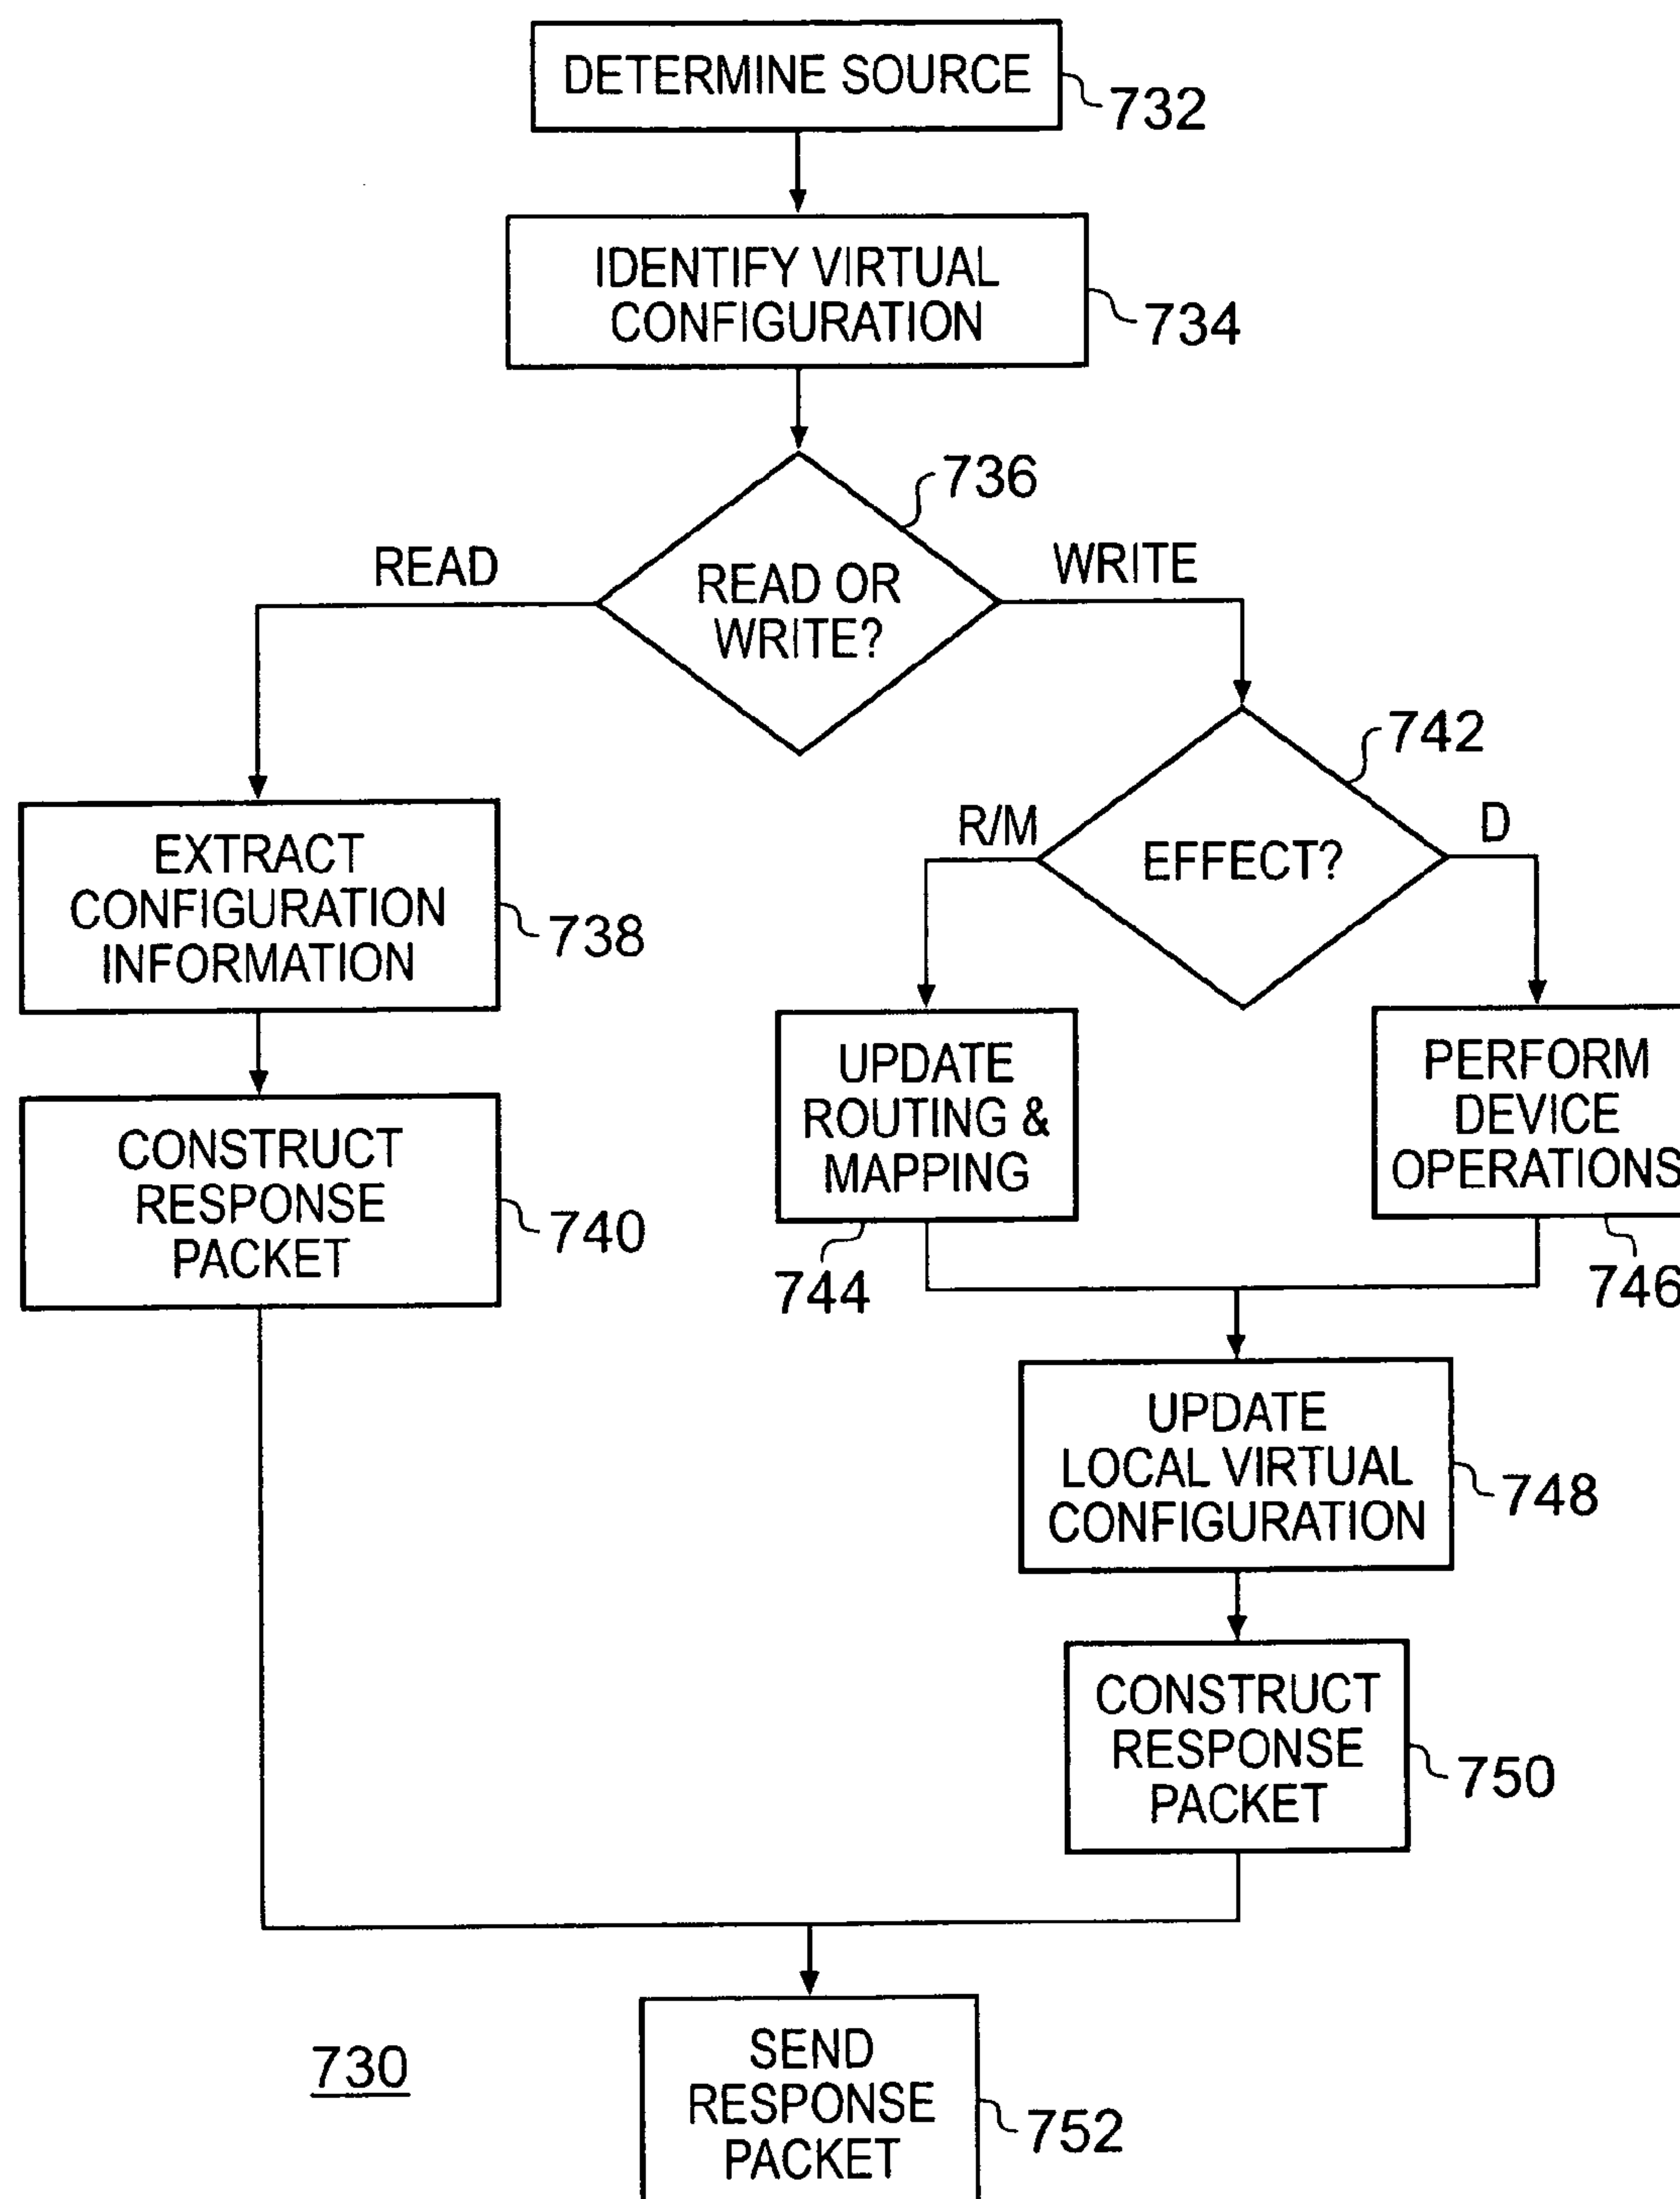 DETERMINE SOURCE
732
IDENTIFY VIRTUAL
CONFIGURATION
734
736
READ
READ OR
WRITE?
WRITE
742
R/M
EFFECT?
D
EXTRACT
CONFIGURATION
INFORMATION
738
UPDATE
ROUTING &
MAPPING
744
PERFORM
DEVICE
OPERATIONS
746
CONSTRUCT
RESPONSE
PACKET
740
UPDATE
LOCAL VIRTUAL
CONFIGURATION
748
CONSTRUCT
RESPONSE
PACKET
750
SEND
RESPONSE
PACKET
752
730